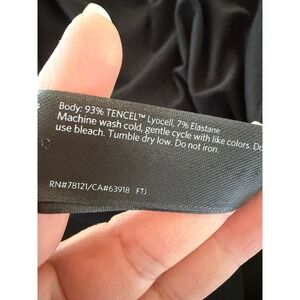 Body: 93% TENCEL™ Lyocell, 7% Elastane
Machine wash cold, gentle cycle with like colors. Do
use bleach. Tumble dry low. Do not iron.
RN#78121/CA#63918 FTJ